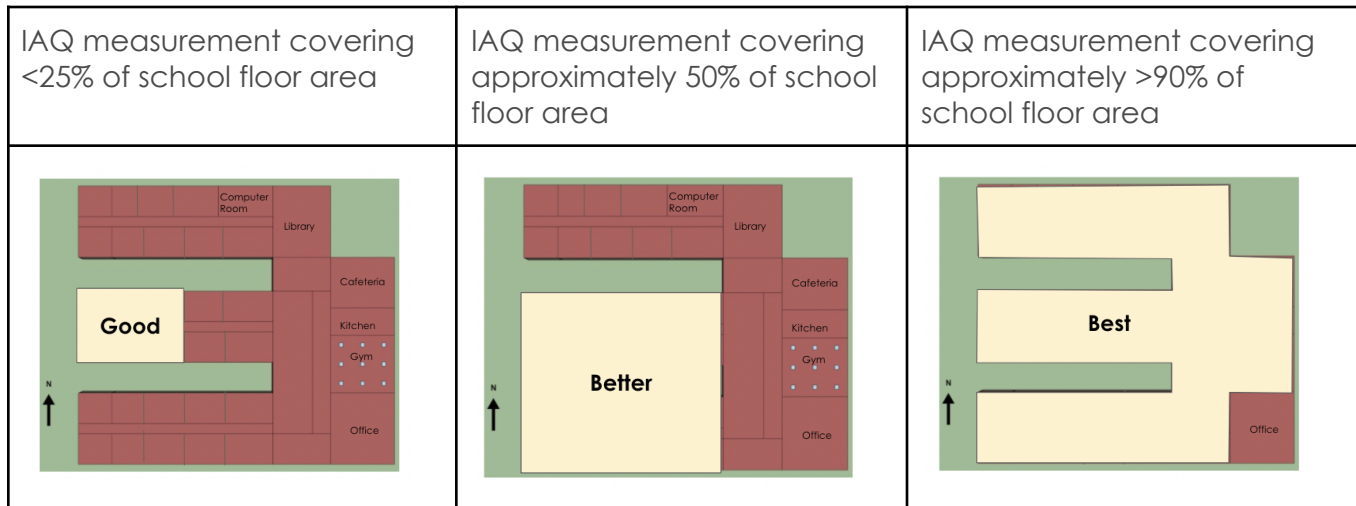 IAQ measurement covering
<25% of school floor area
IAQ measurement covering
approximately 50% of school
floor area
IAQ measurement covering
approximately >90% of
school floor area
Computer
Room
Library
Cafeteria
Good
Kitchen
Gym
N
Office
Computer
Room
Library
Cafeteria
Kitchen
Gym
Better
N
Office
Best
N
Office